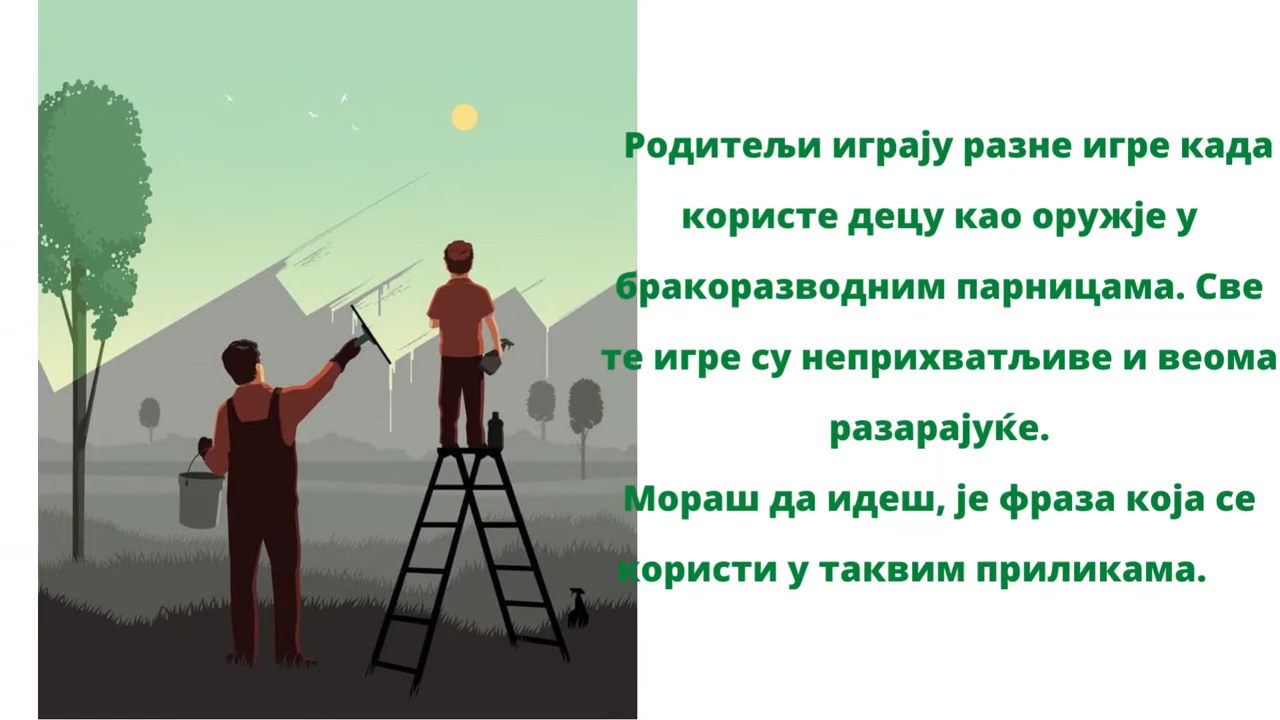 Родитељи играју разне игре када
користе децу као оружје у
бракоразводним парницама. Све
те игре су неприхватљиве и веома
разарајуќе.
Мораш да идеш, је фраза која се
користи у таквим приликама.